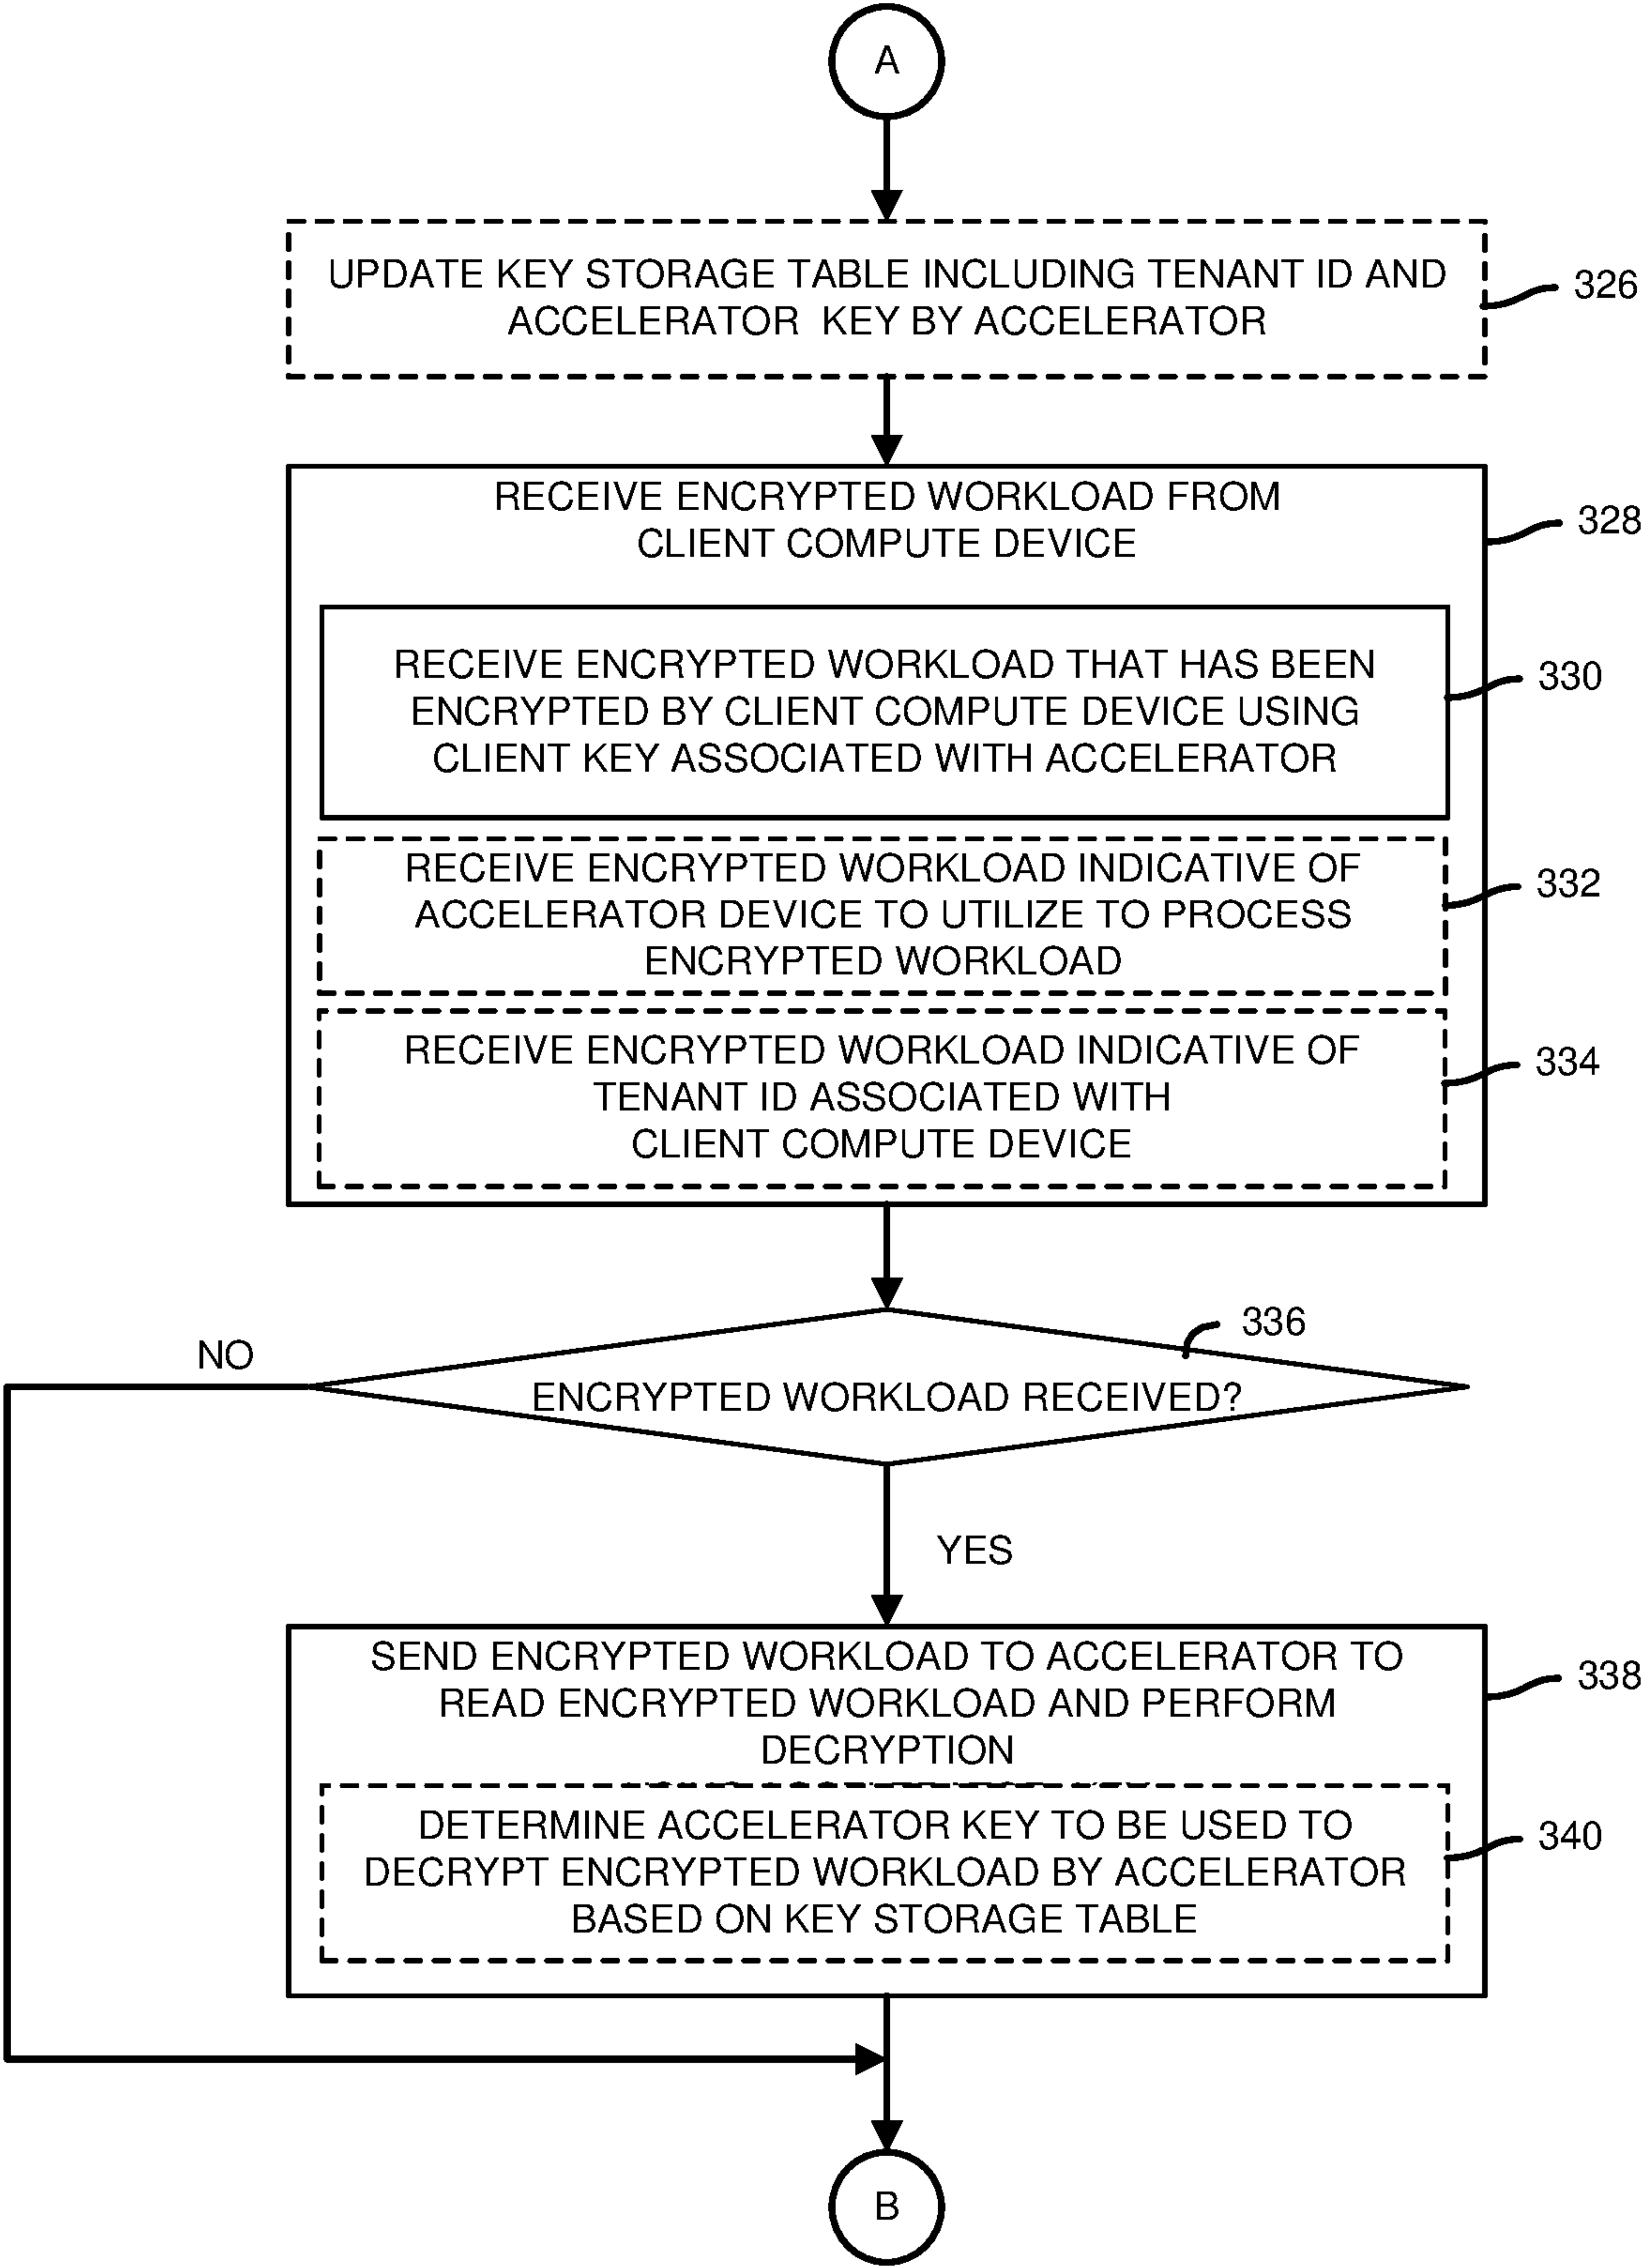 A
UPDATE KEY STORAGE TABLE INCLUDING TENANT ID AND
ACCELERATOR KEY BY ACCELERATOR
326
RECEIVE ENCRYPTED WORKLOAD FROM
CLIENT COMPUTE DEVICE
328
RECEIVE ENCRYPTED WORKLOAD THAT HAS BEEN
ENCRYPTED BY CLIENT COMPUTE DEVICE USING
CLIENT KEY ASSOCIATED WITH ACCELERATOR
330
RECEIVE ENCRYPTED WORKLOAD INDICATIVE OF
ACCELERATOR DEVICE TO UTILIZE TO PROCESS
ENCRYPTED WORKLOAD
332
RECEIVE ENCRYPTED WORKLOAD INDICATIVE OF
TENANT ID ASSOCIATED WITH
CLIENT COMPUTE DEVICE
334
336
NO
ENCRYPTED WORKLOAD RECEIVED?
YES
SEND ENCRYPTED WORKLOAD TO ACCELERATOR TO
READ ENCRYPTED WORKLOAD AND PERFORM
DECRYPTION
338
DETERMINE ACCELERATOR KEY TO BE USED TO
DECRYPT ENCRYPTED WORKLOAD BY ACCELERATOR
BASED ON KEY STORAGE TABLE
340
B